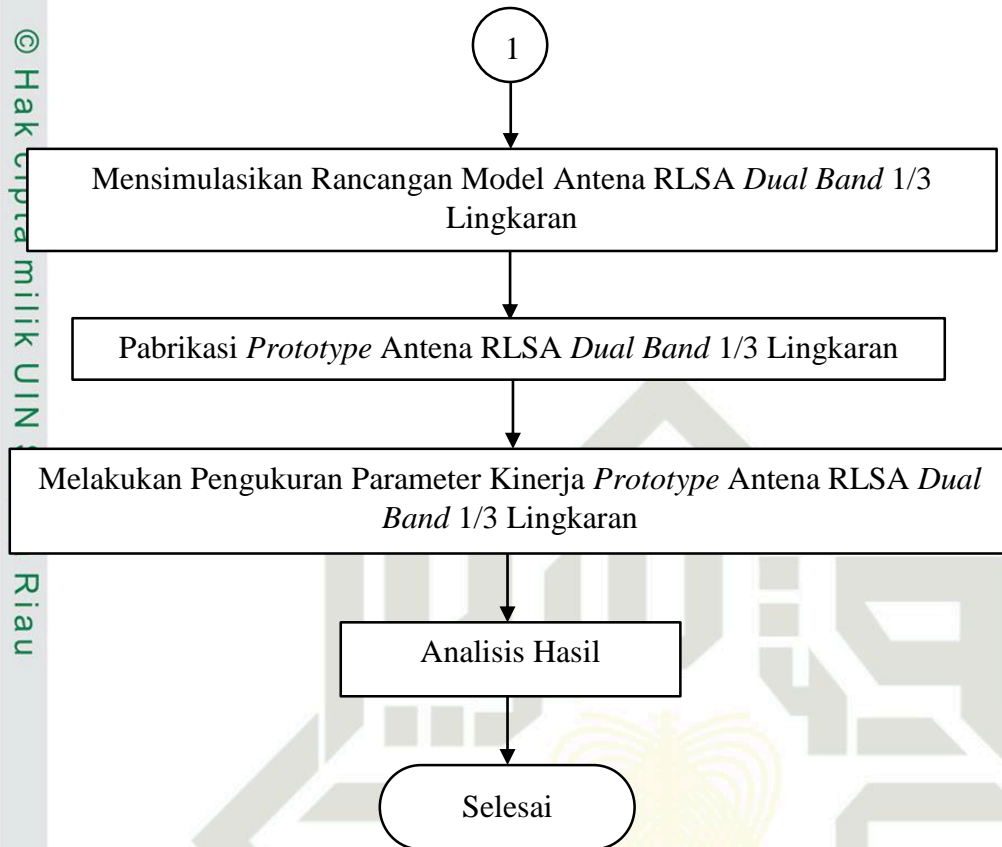 © Hak cipta milik UIN S Riau
1
Mensimulasikan Rancangan Model Antena RLSA Dual Band 1/3
Lingkaran
Pabrikasi Prototype Antena RLSA Dual Band 1/3 Lingkaran
Melakukan Pengukuran Parameter Kinerja Prototype Antena RLSA Dual
Band 1/3 Lingkaran
Analisis Hasil
Selesai